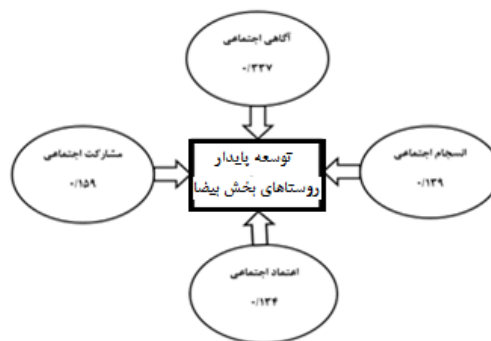 آگاهی اجتماعی
۰/۳۳۷
مشارکت اجتماعی
۰/۱۵۹
توسعه پایدار
روستاهای بخش بیضا
انسجام اجتماعی
۰/۱۳۹
اعتماد اجتماعی
۰/۱۳۴